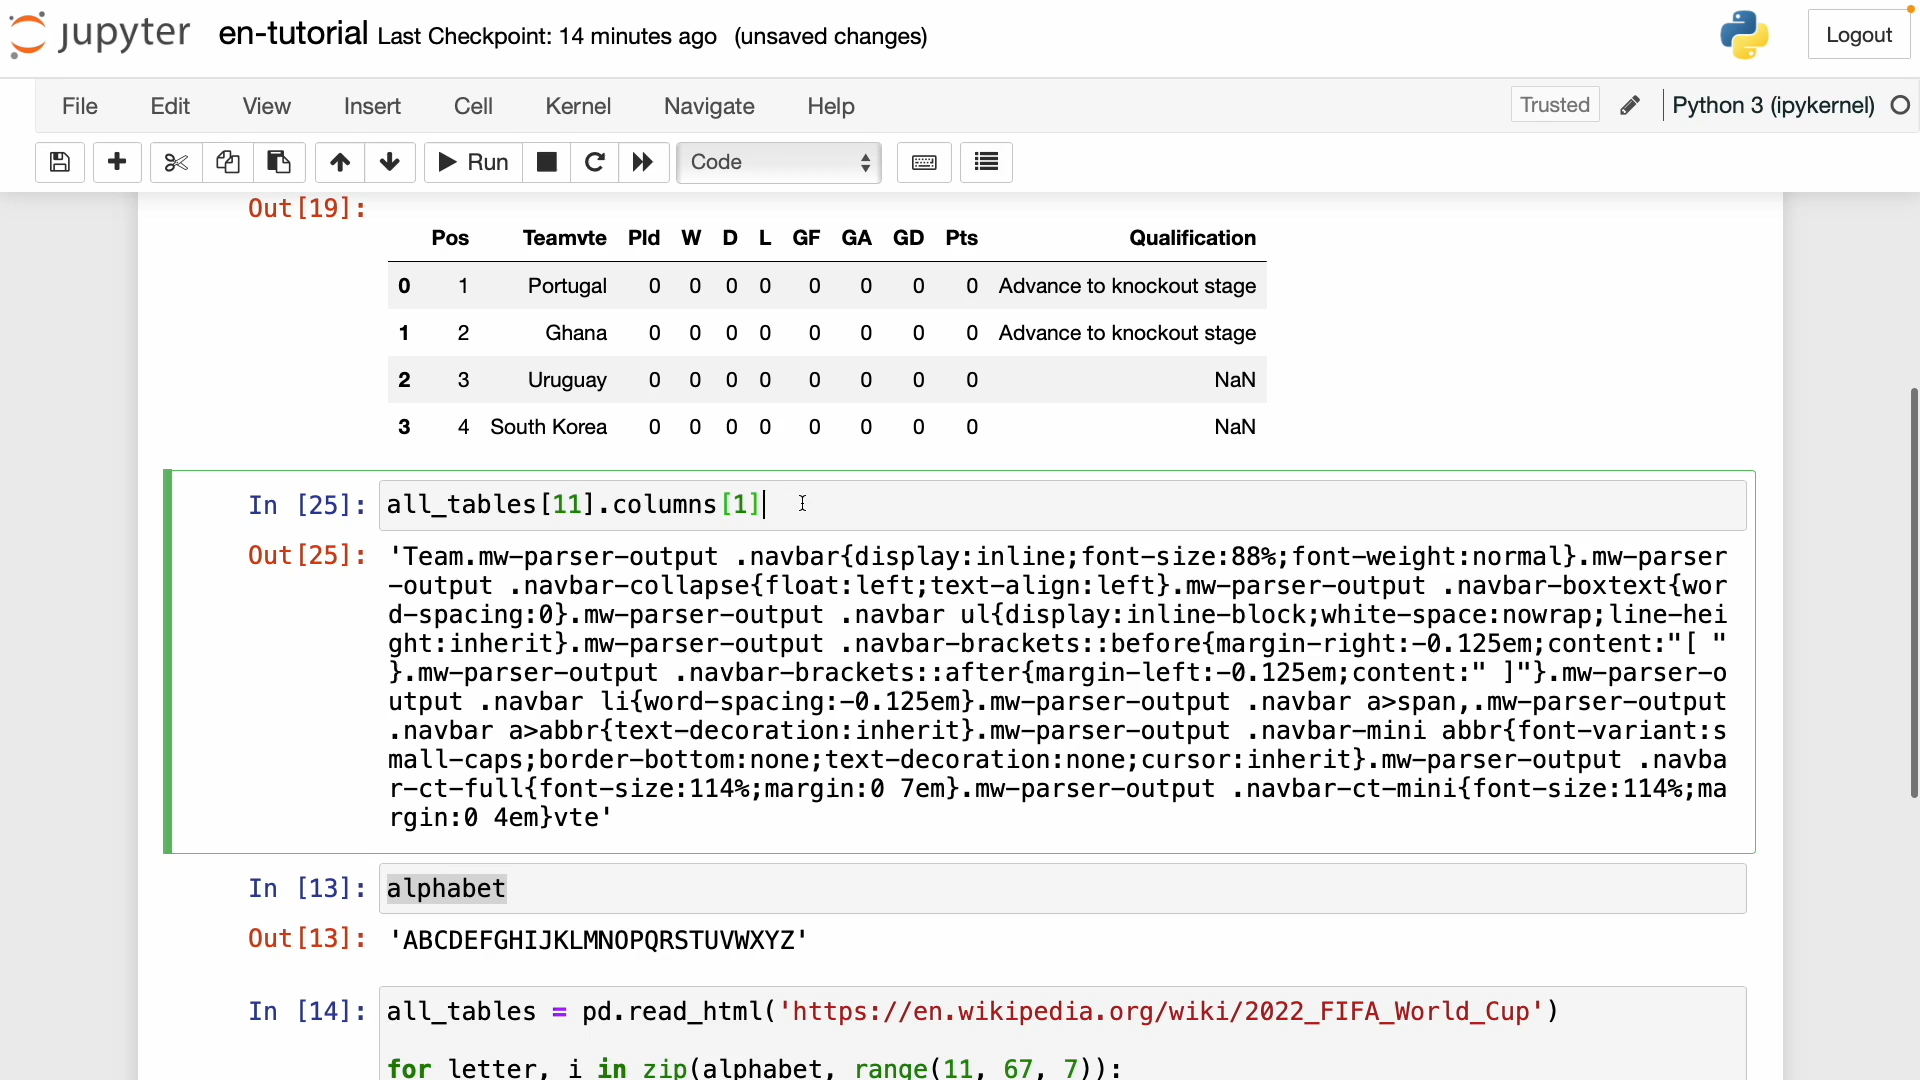 jupyter en-tutorial Last Checkpoint: 14 minutes ago (unsaved changes) Logout
File Edit View Insert Cell Kernel Navigate Help Trusted Python 3 (ipykernel)
Run Code
Out[19]:
Pos Teamvte Pld W D L GF GA GD Pts Qualification
0 1 Portugal 0 0 0 0 0 0 0 0 Advance to knockout stage
1 2 Ghana 0 0 0 0 0 0 0 0 Advance to knockout stage
2 3 Uruguay 0 0 0 0 0 0 0 0 NaN
3 4 South Korea 0 0 0 0 0 0 0 0 NaN
In [25]: all_tables[11].columns[1]
Out[25]: 'Team.mw-parser-output .navbar{display:inline;font-size:88%;font-weight:normal}.mw-parser
-output .navbar-collapse{float:left;text-align:left}.mw-parser-output .navbar-boxtext{wor
d-spacing:0}.mw-parser-output .navbar ul{display:inline-block;white-space:nowrap;line-hei
ght:inherit}.mw-parser-output .navbar-brackets::before{margin-right:-0.125em;content:"[ "
}.mw-parser-output .navbar-brackets::after{margin-left:-0.125em;content:" ]"}.mw-parser-o
utput .navbar li{word-spacing:-0.125em}.mw-parser-output .navbar a>span,.mw-parser-output
.navbar a>abbr{text-decoration:inherit}.mw-parser-output .navbar-mini abbr{font-variant:s
mall-caps;border-bottom:none;text-decoration:none;cursor:inherit}.mw-parser-output .navba
r-ct-full{font-size:114%;margin:0 7em}.mw-parser-output .navbar-ct-mini{font-size:114%;ma
rgin:0 4em}vte'
In [13]: alphabet
Out[13]: 'ABCDEFGHIJKLMNOPQRSTUVWXYZ'
In [14]: all_tables = pd.read_html('https://en.wikipedia.org/wiki/2022_FIFA_World_Cup')
for letter, i in zip(alphabet, range(11, 67, 7)):